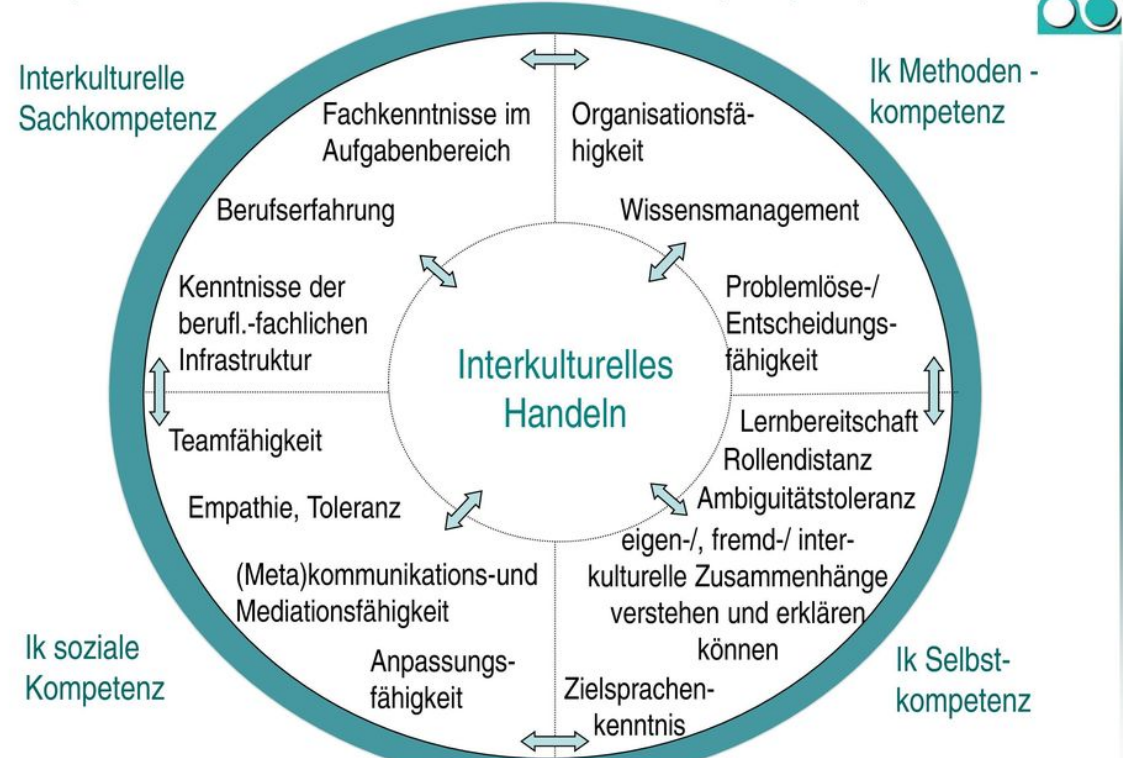 Interkulturelle
Sachkompetenz
Fachkenntnisse im
Aufgabenbereich
Berufserfahrung
Kenntnisse der
berufl.-fachlichen
Infrastruktur
Ik Methoden -
kompetenz
Organisationsfä-
higkeit
Wissensmanagement
Problemlöse-/
Entscheidungs-
fähigkeit
Interkulturelles
Handeln
Teamfähigkeit
Empathie, Toleranz
(Meta)kommunikations-und
Mediationsfähigkeit
Anpassungs-
fähigkeit
Ik soziale
Kompetenz
Lernbereitschaft
Rollendistanz
Ambiguitätstoleranz
eigen-/, fremd-/ inter-
kulturelle Zusammenhänge
verstehen und erklären
können
Zielsprachen-
kenntnis
Ik Selbst-
kompetenz